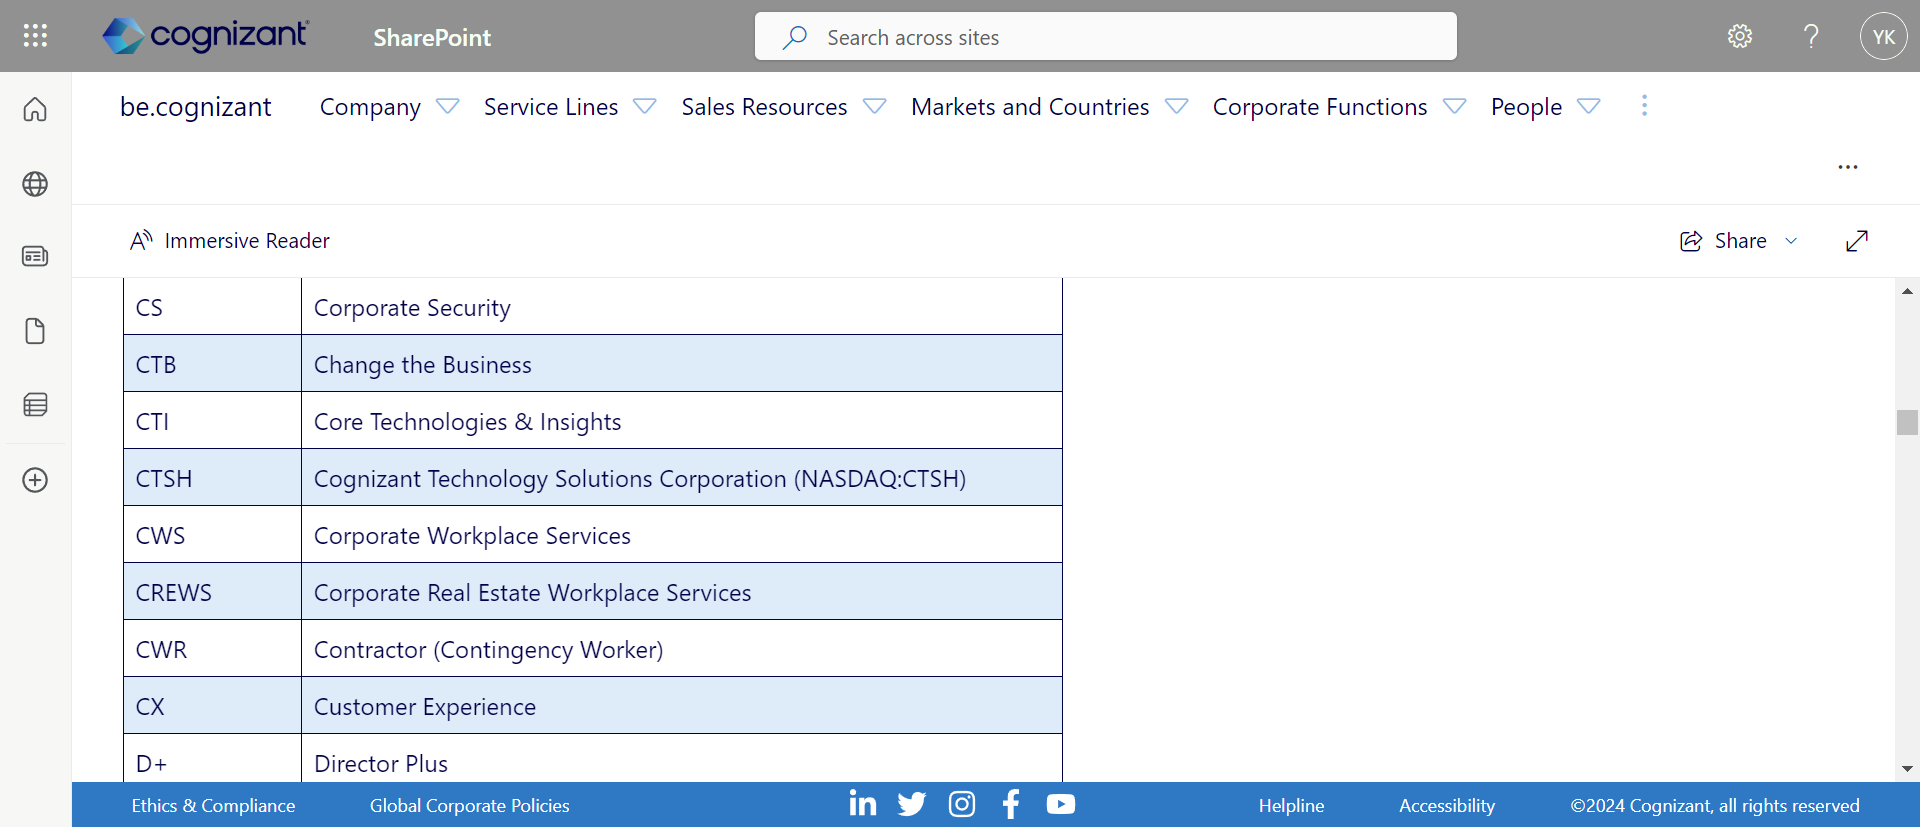 cognizant SharePoint Search across sites ? YK
be.cognizant Company Service Lines Sales Resources Markets and Countries Corporate Functions People
Immersive Reader Share
CS Corporate Security
CTB Change the Business
CTI Core Technologies & Insights
CTSH Cognizant Technology Solutions Corporation (NASDAQ:CTSH)
CWS Corporate Workplace Services
CREWS Corporate Real Estate Workplace Services
CWR Contractor (Contingency Worker)
CX Customer Experience
D+ Director Plus
Ethics & Compliance Global Corporate Policies Helpline Accessibility ©2024 Cognizant, all rights reserved